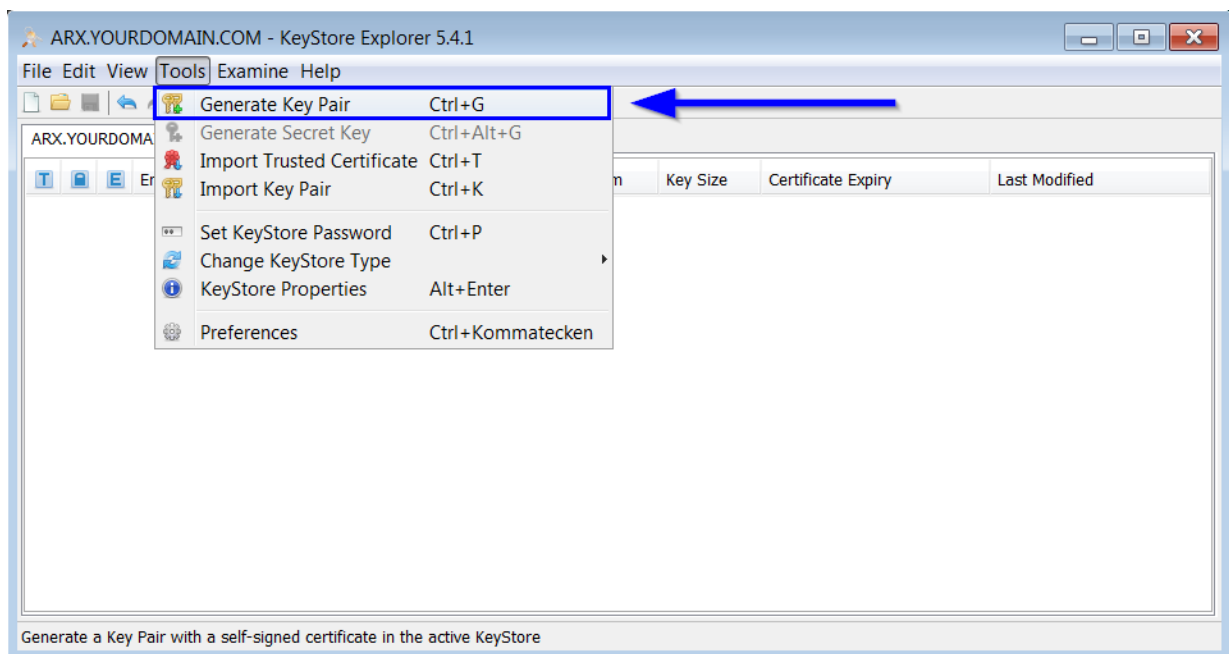 ARX.YOURDOMAIN.COM - KeyStore Explorer 5.4.1
File Edit View Tools Examine Help
Generate Key Pair Ctrl+G
ARX.YOURDOMA
Generate Secret Key Ctrl+Alt+G
Import Trusted Certificate Ctrl+T
T E Er m Key Size Certificate Expiry Last Modified
Import Key Pair Ctrl+K
Set KeyStore Password Ctrl+P
Change KeyStore Type
KeyStore Properties Alt+Enter
Preferences Ctrl+Kommatecken
Generate a Key Pair with a self-signed certificate in the active KeyStore